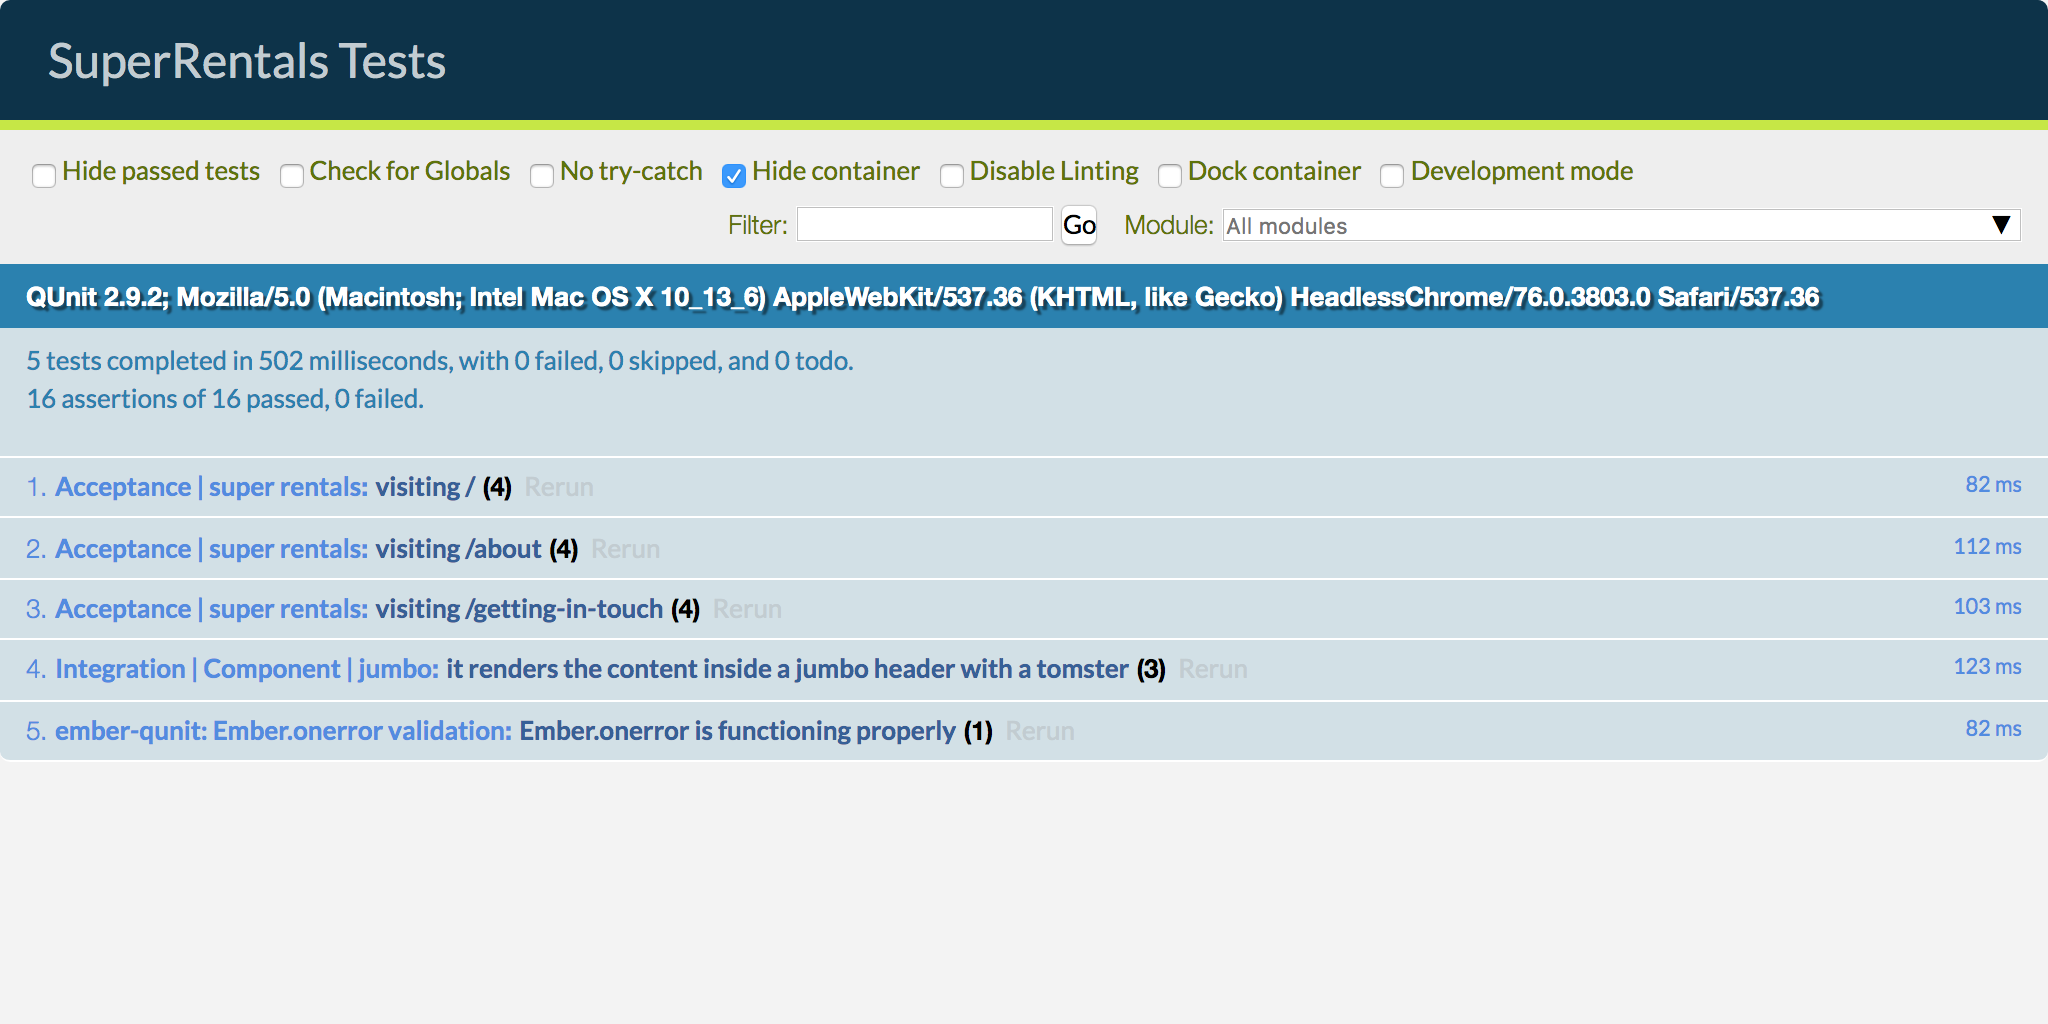 SuperRentals Tests
Hide passed tests Check for Globals No try-catch Hide container Disable Linting Dock container Development mode
Filter: Go Module: All modules
QUnit 2.9.2; Mozilla/5.0 (Macintosh; Intel Mac OS X 10_13_6) AppleWebKit/537.36 (KHTML, like Gecko) HeadlessChrome/76.0.3803.0 Safari/537.36
5 tests completed in 502 milliseconds, with 0 failed, 0 skipped, and 0 todo.
16 assertions of 16 passed, 0 failed.
1. Acceptance | super rentals: visiting / (4) Rerun 82 ms
2. Acceptance | super rentals: visiting /about (4) Rerun 112 ms
3. Acceptance | super rentals: visiting /getting-in-touch (4) Rerun 103 ms
4. Integration | Component | jumbo: it renders the content inside a jumbo header with a tomster (3) Rerun 123 ms
5. ember-qunit: Ember.onerror validation: Ember.onerror is functioning properly (1) Rerun 82 ms